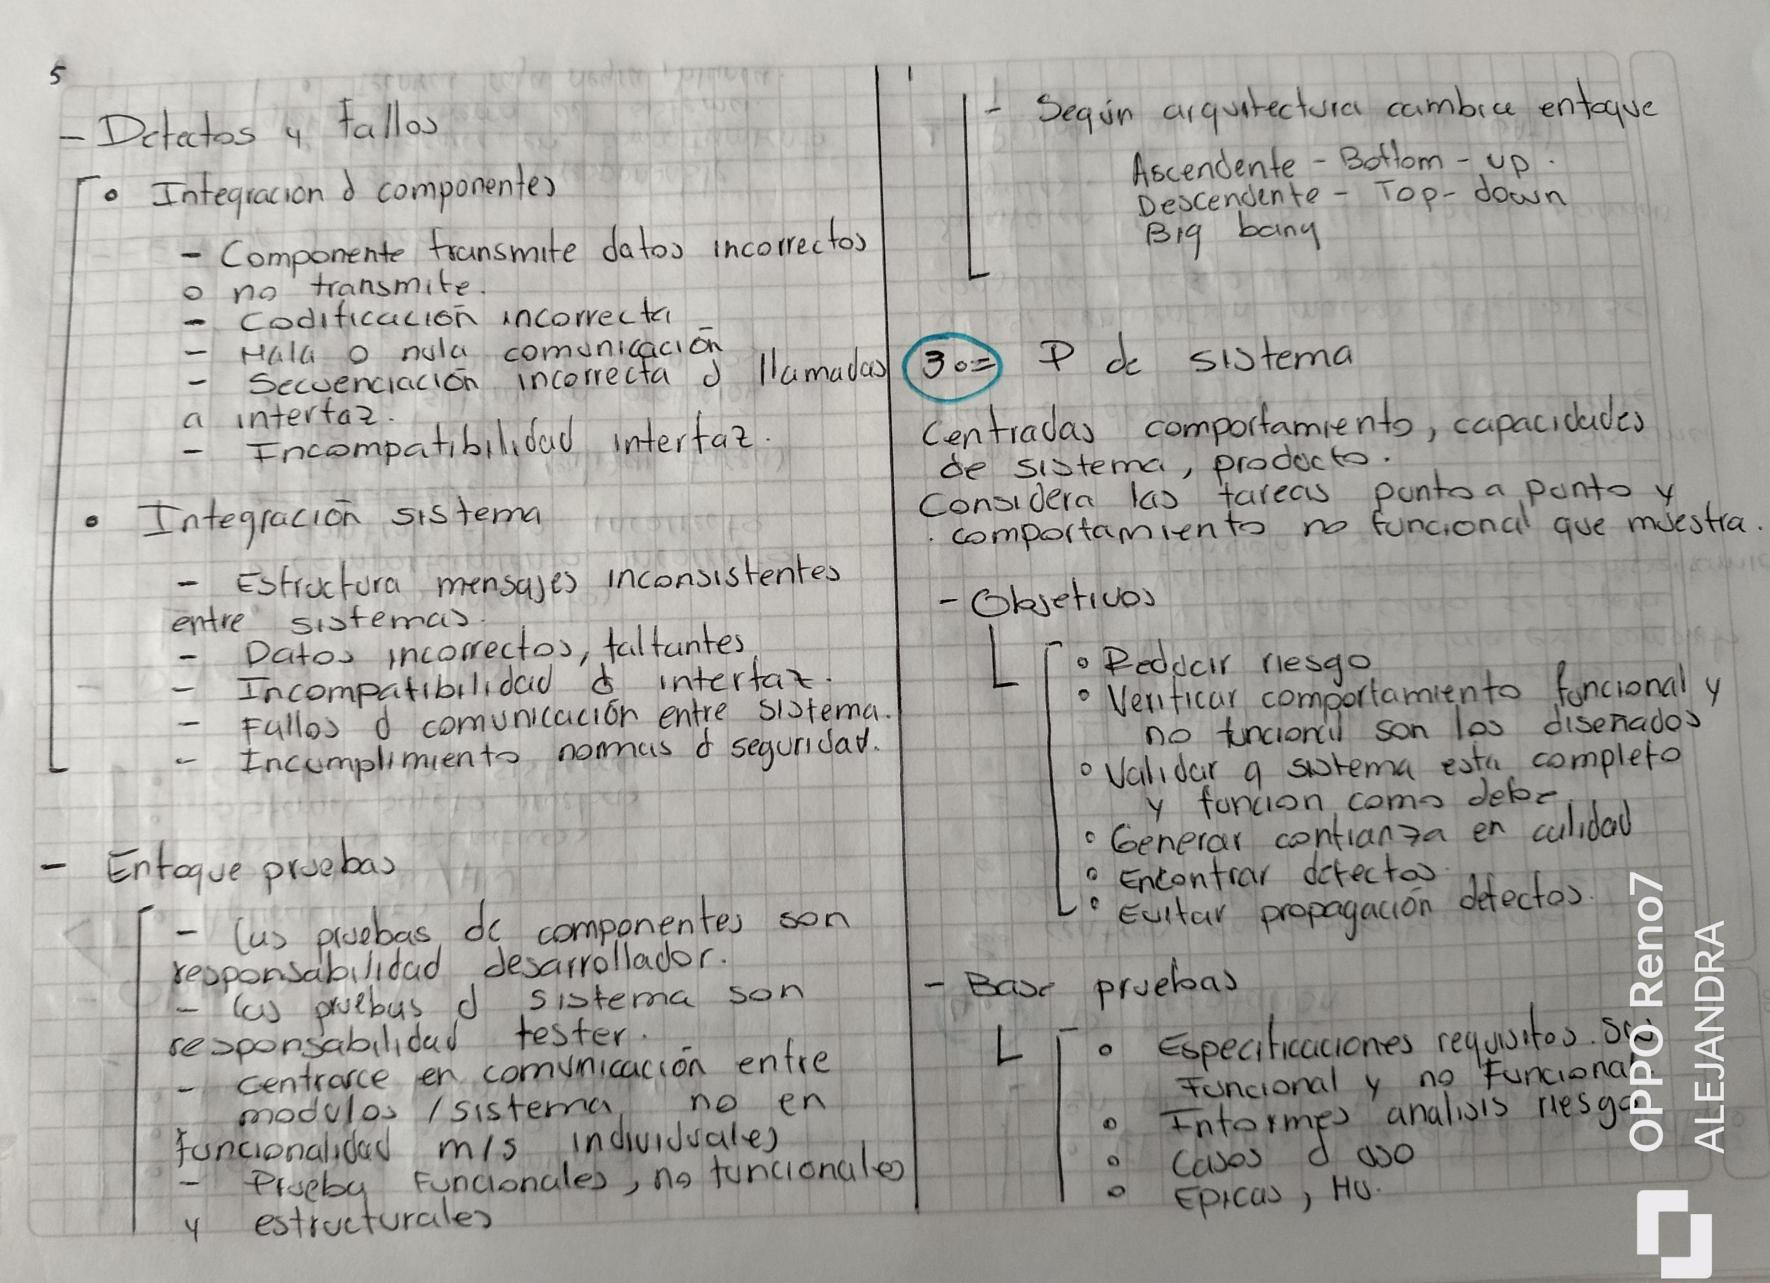 5
- Defectos y fallos
• Integracion d componentes
- Componente transmite datos incorrectos
o no transmite.
- Codificación incorrecta
- Mala o nula comunicación
- Secuenciación incorrecta d llamadas
a interfaz.
- Incompatibilidad interfaz.
• Integración sistema
- Estructura mensajes inconsistentes
entre sistemas.
- Datos incorrectos, faltantes
- Incompatibilidad d interfaz.
- Fallos d comunicación entre sistema.
- Incumplimiento normas d seguridad.
- Enfoque pruebas
- Las pruebas de componentes son
responsabilidad desarrollador.
- Las pruebas d sistema son
responsabilidad tester.
- Centrarce en comunicación entre
modulos / sistema no en
funcionalidad m/s individuales
- Prueba Funcionales, no funcionales
y estructurales
- Según arquitectura cambia enfoque
Ascendente - Bottom - up.
Descendente - Top - down
Big bang
3.= P de sistema
Centradas comportamiento, capacidades
de sistema, producto.
Considera las tareas punto a punto y
comportamiento no funcional que muestra.
- Objetivos
• Reducir riesgo
• Verificar comportamiento funcional y
no funcional son los diseñados
• Validar q sistema esta completo
y funcion como debe
• Generar confianza en calidad
• Encontrar defectos
• Evitar propagación defectos.
- Base pruebas
• Especificaciones requisitos.
Funcional y no Funcional
• Informes analisis riesgo
• Casos d uso
• Epicas, HU.
OPPO Reno7
ALEJANDRA